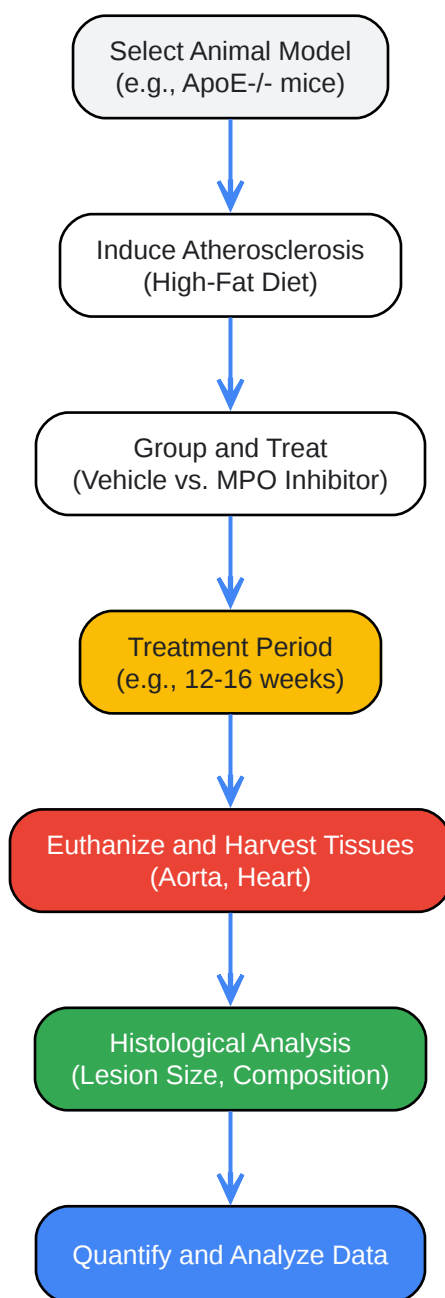 Select Animal Model
(e.g., ApoE-/- mice)
Induce Atherosclerosis
(High-Fat Diet)
Group and Treat
(Vehicle vs. MPO Inhibitor)
Treatment Period
(e.g., 12-16 weeks)
Euthanize and Harvest Tissues
(Aorta, Heart)
Histological Analysis
(Lesion Size, Composition)
Quantify and Analyze Data